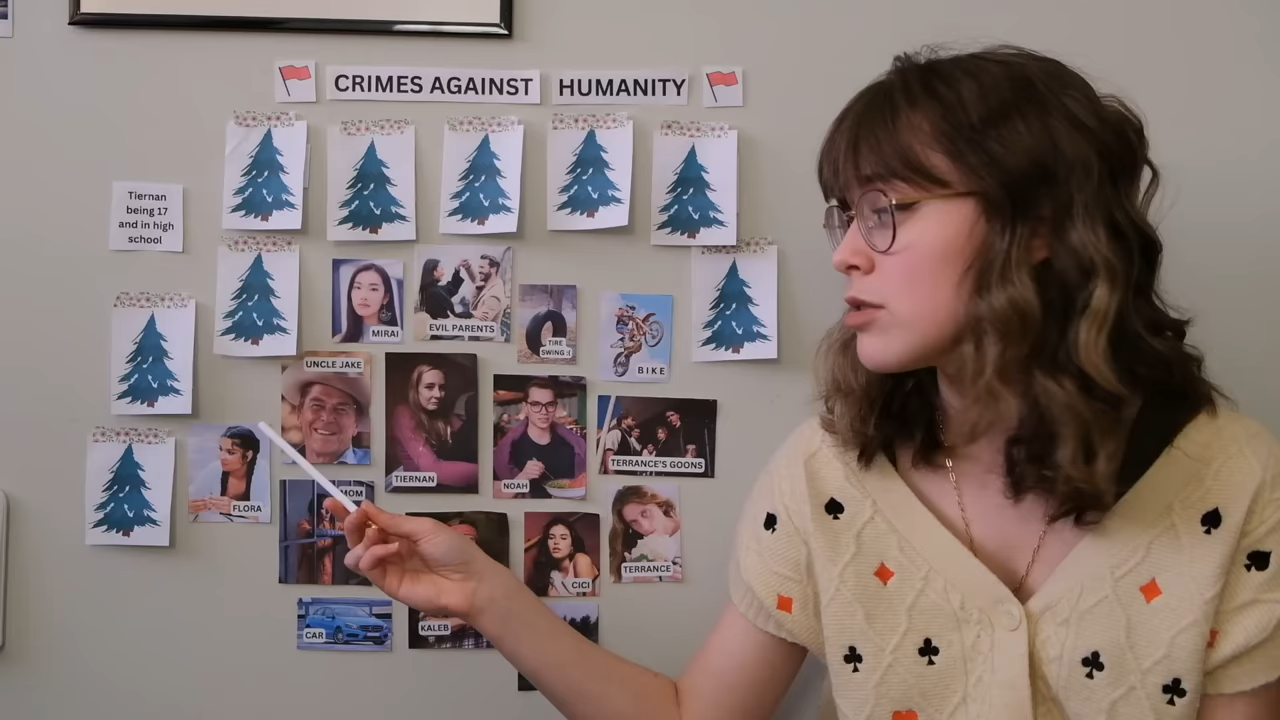 CRIMES AGAINST HUMANITY
Tiernan
being 17
and in high
school
MIRAI
EVIL PARENTS
TIRE
SWING :(
BIKE
UNCLE JAKE
TIERNAN
NOAH
TERRANCE'S GOONS
FLORA
MOM
CICI
TERRANCE
CAR
KALEB